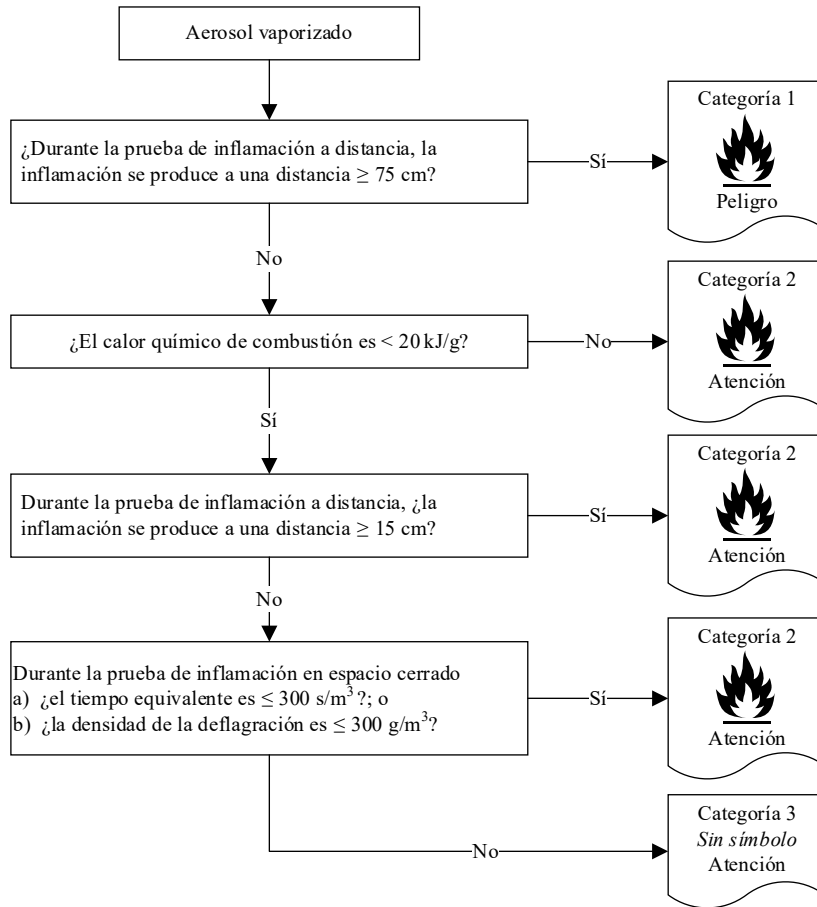 Aerosol vaporizado
¿Durante la prueba de inflamación a distancia, la
inflamación se produce a una distancia ≥ 75 cm?
Sí
Categoría 1
Peligro
No
¿El calor químico de combustión es < 20 kJ/g?
No
Categoría 2
Atención
Sí
Durante la prueba de inflamación a distancia, ¿la
inflamación se produce a una distancia ≥ 15 cm?
Sí
Categoría 2
Atención
No
Durante la prueba de inflamación en espacio cerrado
a) ¿el tiempo equivalente es ≤ 300 s/m³?; o
b) ¿la densidad de la deflagración es ≤ 300 g/m³?
Sí
Categoría 2
Atención
No
Categoría 3
Sin símbolo
Atención